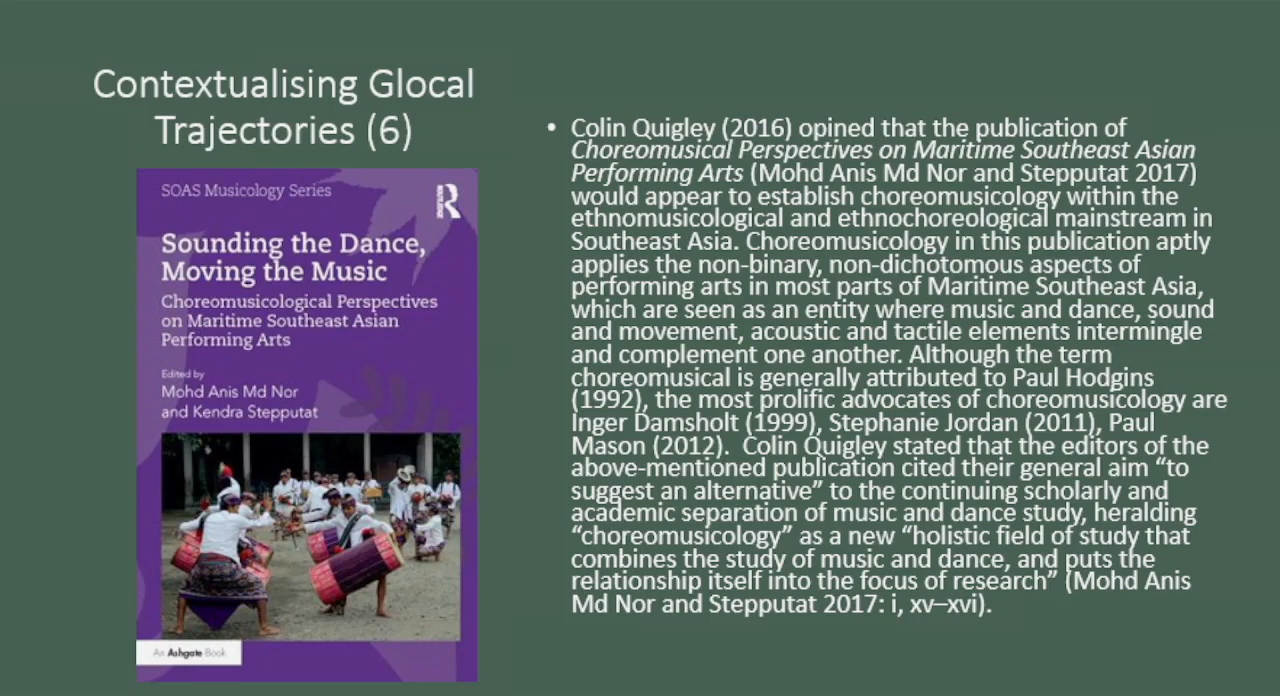 Contextualising Glocal
Trajectories (6)
SOAS Musicology Series
R
ROUTLEDGE
Sounding the Dance,
Moving the Music
Choreomusicological Perspectives
on Maritime Southeast Asian
Performing Arts
Edited by
Mohd Anis Md Nor
and Kendra Stepputat
An Ashgate Book
• Colin Quigley (2016) opined that the publication of
Choreomusical Perspectives on Maritime Southeast Asian
Performing Arts (Mohd Anis Md Nor and Stepputat 2017)
would appear to establish choreomusicology within the
ethnomusicological and ethnochoreological mainstream in
Southeast Asia. Choreomusicology in this publication aptly
applies the non-binary, non-dichotomous aspects of
performing arts in most parts of Maritime Southeast Asia,
which are seen as an entity where music and dance, sound
and movement, acoustic and tactile elements intermingle
and complement one another. Although the term
choreomusical is generally attributed to Paul Hodgins
(1992), the most prolific advocates of choreomusicology are
Inger Damsholt (1999), Stephanie Jordan (2011), Paul
Mason (2012).  Colin Quigley stated that the editors of the
above-mentioned publication cited their general aim “to
suggest an alternative” to the continuing scholarly and
academic separation of music and dance study, heralding
“choreomusicology” as a new “holistic field of study that
combines the study of music and dance, and puts the
relationship itself into the focus of research” (Mohd Anis
Md Nor and Stepputat 2017: i, xv–xvi).